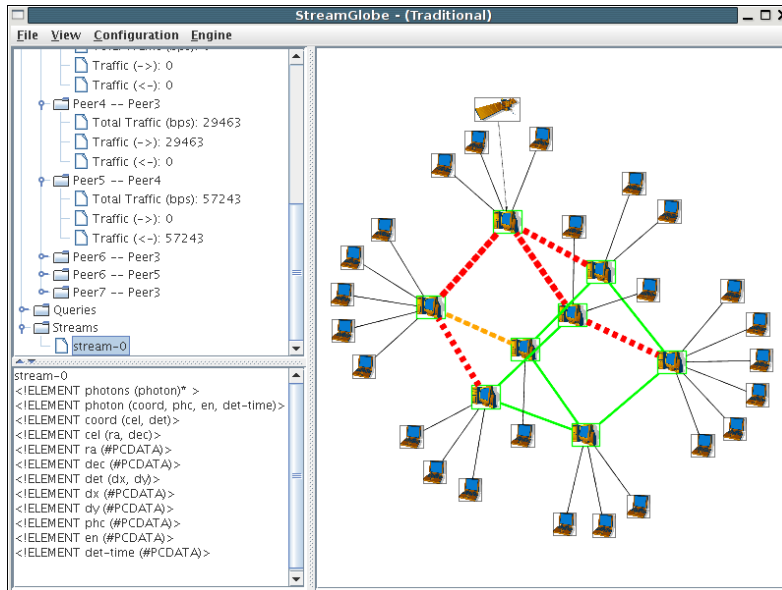 StreamGlobe - (Traditional)
File View Configuration Engine
Traffic (->): 0
Traffic (<-): 0
Peer4 -- Peer3
Total Traffic (bps): 29463
Traffic (->): 29463
Traffic (<-): 0
Peer5 -- Peer4
Total Traffic (bps): 57243
Traffic (->): 0
Traffic (<-): 57243
Peer6 -- Peer3
Peer6 -- Peer5
Peer7 -- Peer3
Queries
Streams
stream-0
stream-0
<!ELEMENT photons (photon)* >
<!ELEMENT photon (coord, phc, en, det-time)>
<!ELEMENT coord (cel, det)>
<!ELEMENT cel (ra, dec)>
<!ELEMENT ra (#PCDATA)>
<!ELEMENT dec (#PCDATA)>
<!ELEMENT det (dx, dy)>
<!ELEMENT dx (#PCDATA)>
<!ELEMENT dy (#PCDATA)>
<!ELEMENT phc (#PCDATA)>
<!ELEMENT en (#PCDATA)>
<!ELEMENT det-time (#PCDATA)>